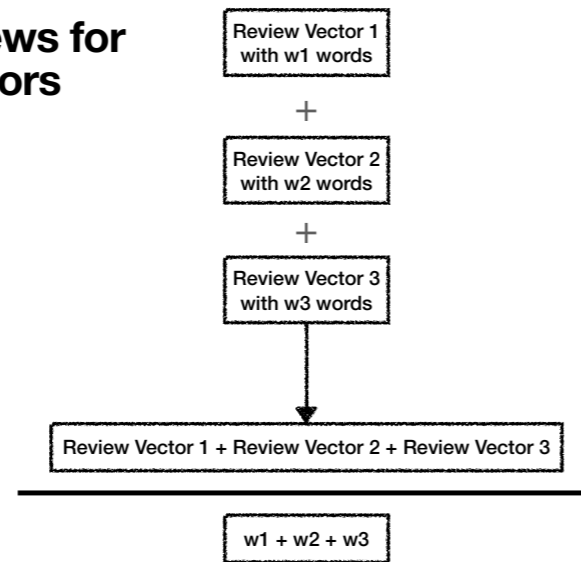 ews for
ors
Review Vector 1
with w1 words
+
Review Vector 2
with w2 words
+
Review Vector 3
with w3 words
Review Vector 1 + Review Vector 2 + Review Vector 3
w1 + w2 + w3